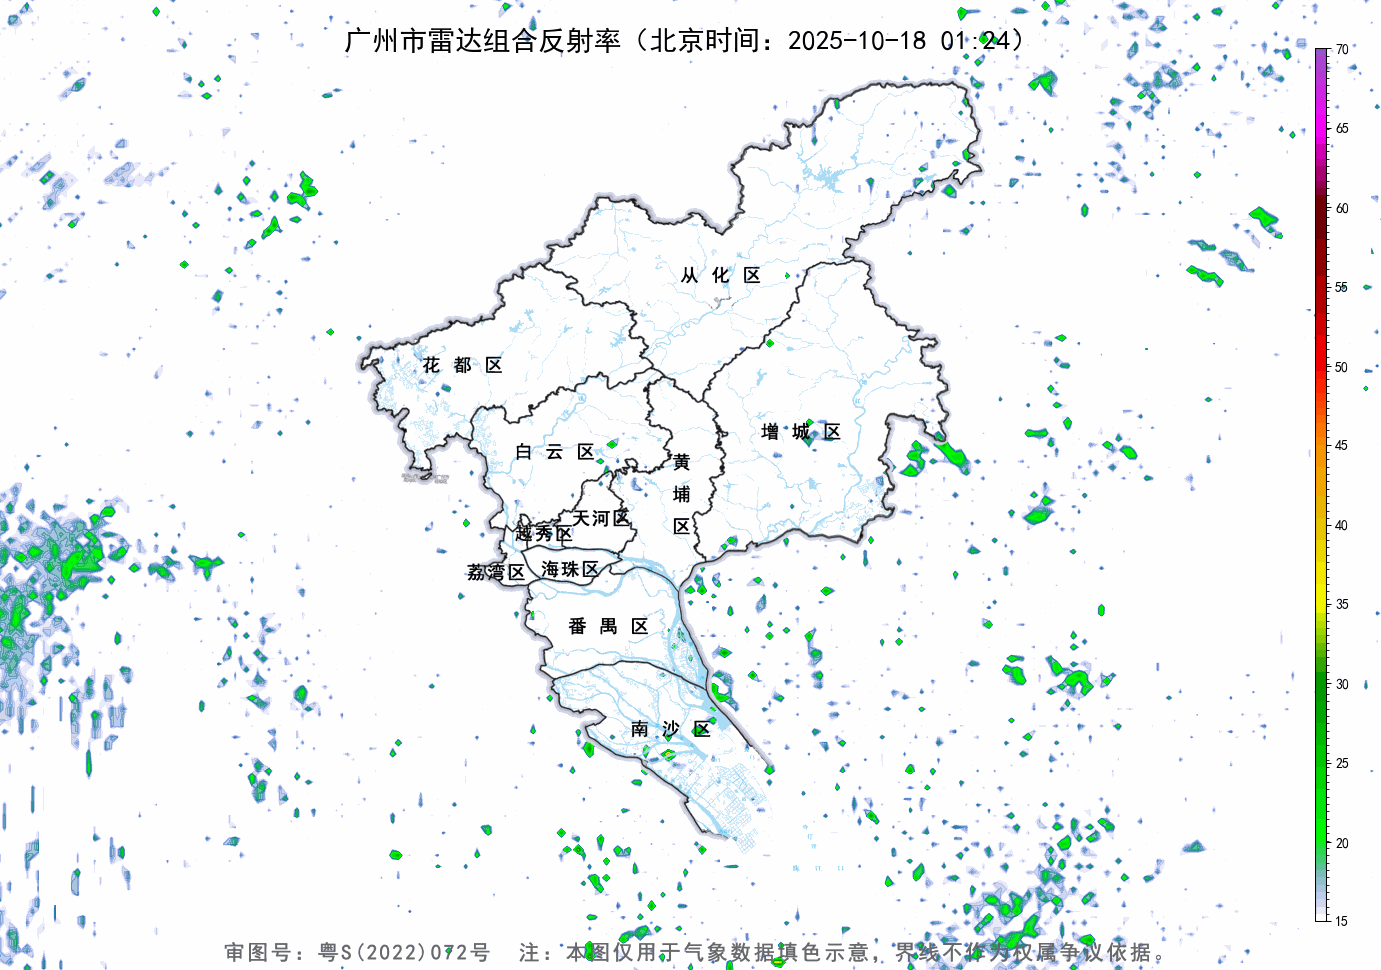 广州市雷达组合反射率（北京时间：2025-10-18 01:24）
70
65
60
55
50
45
40
35
30
25
20
15
从化区
花都区
增城区
白云区
黄埔区
天河区
越秀区
荔湾区
海珠区
番禺区
南沙区
审图号：粤S(2022)072号 注：本图仅用于气象数据填色示意，界线不作为权属争议依据。